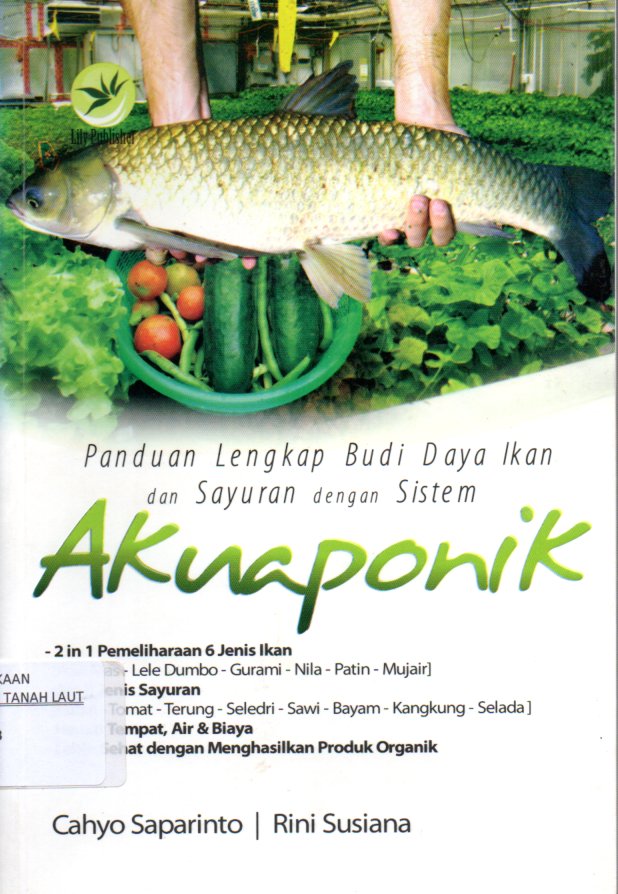 Lily Publisher
Panduan Lengkap Budi Daya Ikan
dan Sayuran dengan Sistem
Akuaponik
- 2 in 1 Pemeliharaan 6 Jenis Ikan
- Lele Dumbo - Gurami - Nila - Patin - Mujair]
Sayuran
- Tomat - Terung - Seledri - Sawi - Bayam - Kangkung - Selada ]
Tempat, Air & Biaya
dengan Menghasilkan Produk Organik
KAAN
TANAH LAUT
Cahyo Saparinto | Rini Susiana